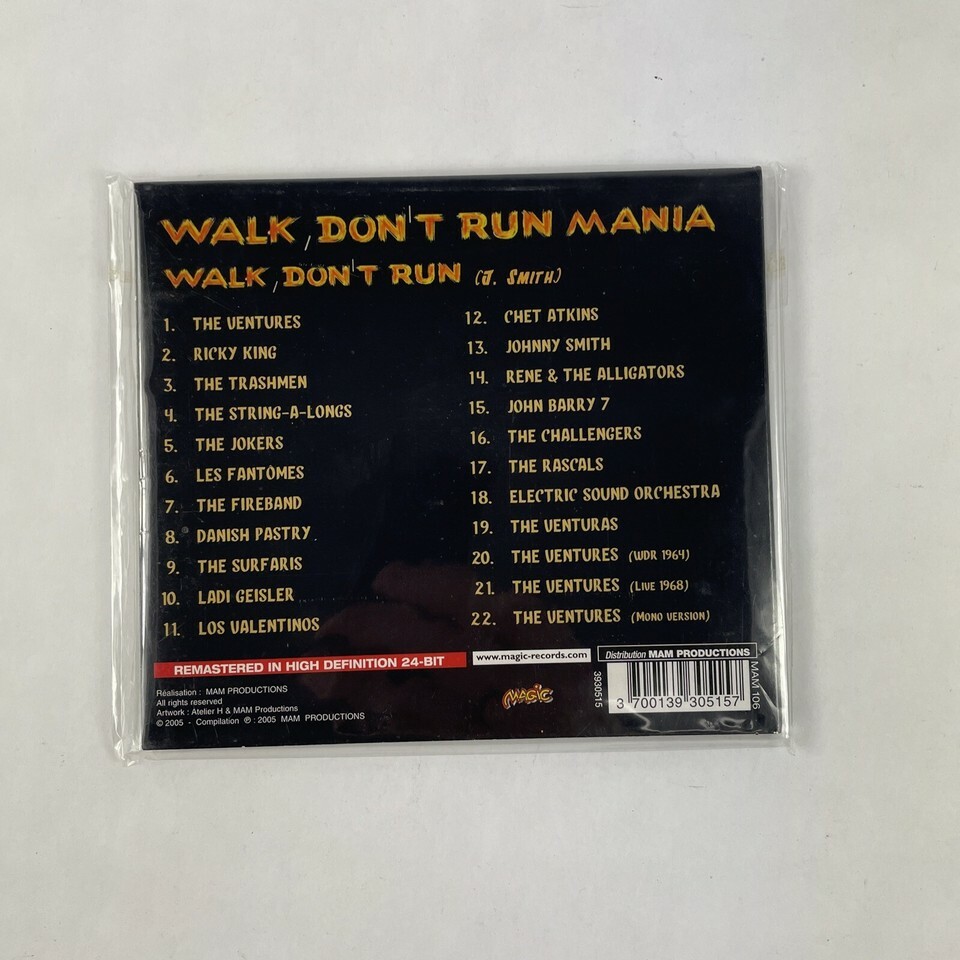 WALK, DON'T RUN MANIA
WALK, DON'T RUN (J. SMITH)
1. THE VENTURES
2. RICKY KING
3. THE TRASHMEN
4. THE STRING-A-LONGS
5. THE JOKERS
6. LES FANTÔMES
7. THE FIREBAND
8. DANISH PASTRY
9. THE SURFARIS
10. LADI GEISLER
11. LOS VALENTINOS
12. CHET ATKINS
13. JOHNNY SMITH
14. RENE & THE ALLIGATORS
15. JOHN BARRY 7
16. THE CHALLENGERS
17. THE RASCALS
18. ELECTRIC SOUND ORCHESTRA
19. THE VENTURAS
20. THE VENTURES (WDR 1964)
21. THE VENTURES (LIVE 1968)
22. THE VENTURES (MONO VERSION)
REMASTERED IN HIGH DEFINITION 24-BIT
Réalisation : MAM PRODUCTIONS
All rights reserved
Artwork : Atelier H & MAM Productions
© 2005 - Compilation ℗ : 2005 MAM PRODUCTIONS
www.magic-records.com
MAGIC
Distribution MAM PRODUCTIONS
3930515
3 700139 305157
MAM 106